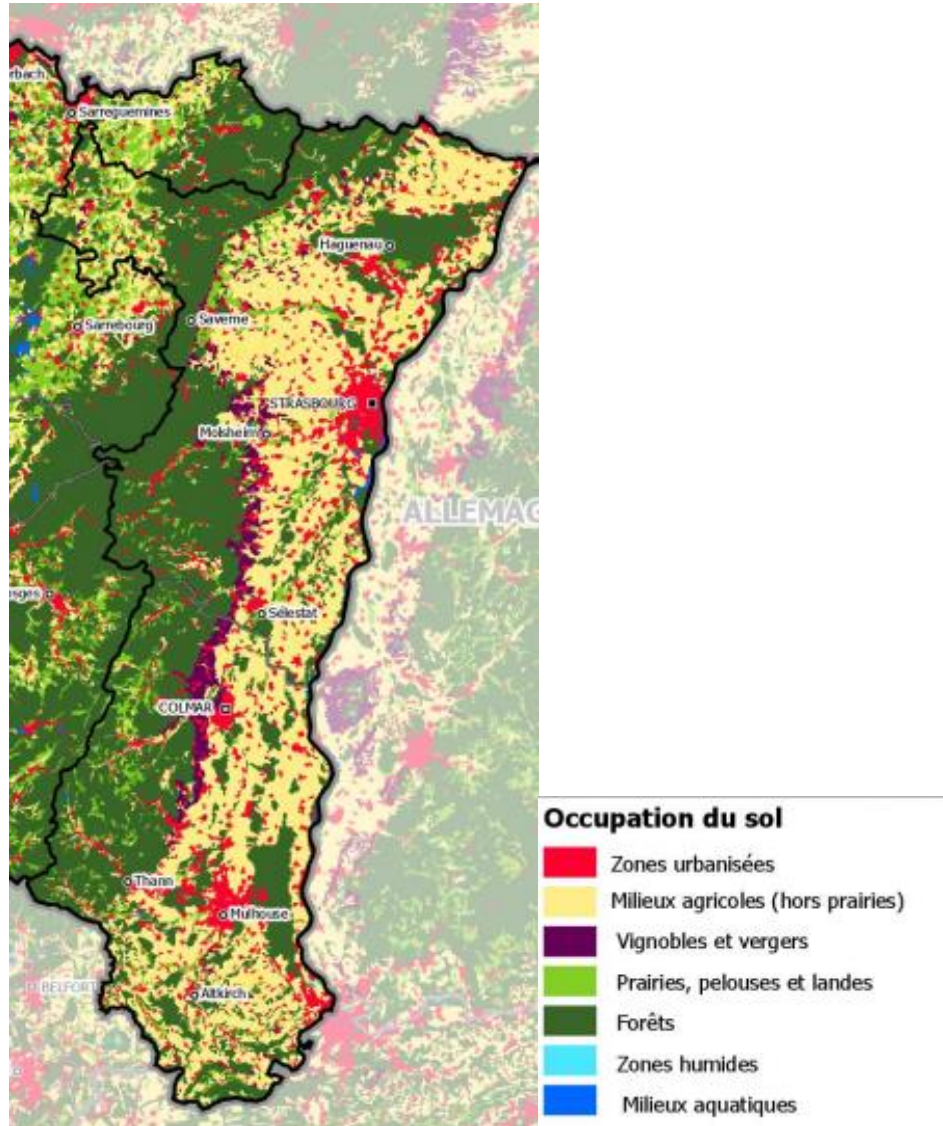 rbach
Sarreguemines
Haguenau
Sarrebourg
Saverne
STRASBOURG
Molsheim
ALLEMAG
sges
Sélestat
COLMAR
Thann
Mulhouse
BELFORT
Altkirch
Occupation du sol
Zones urbanisées
Milieux agricoles (hors prairies)
Vignobles et vergers
Prairies, pelouses et landes
Forêts
Zones humides
Milieux aquatiques